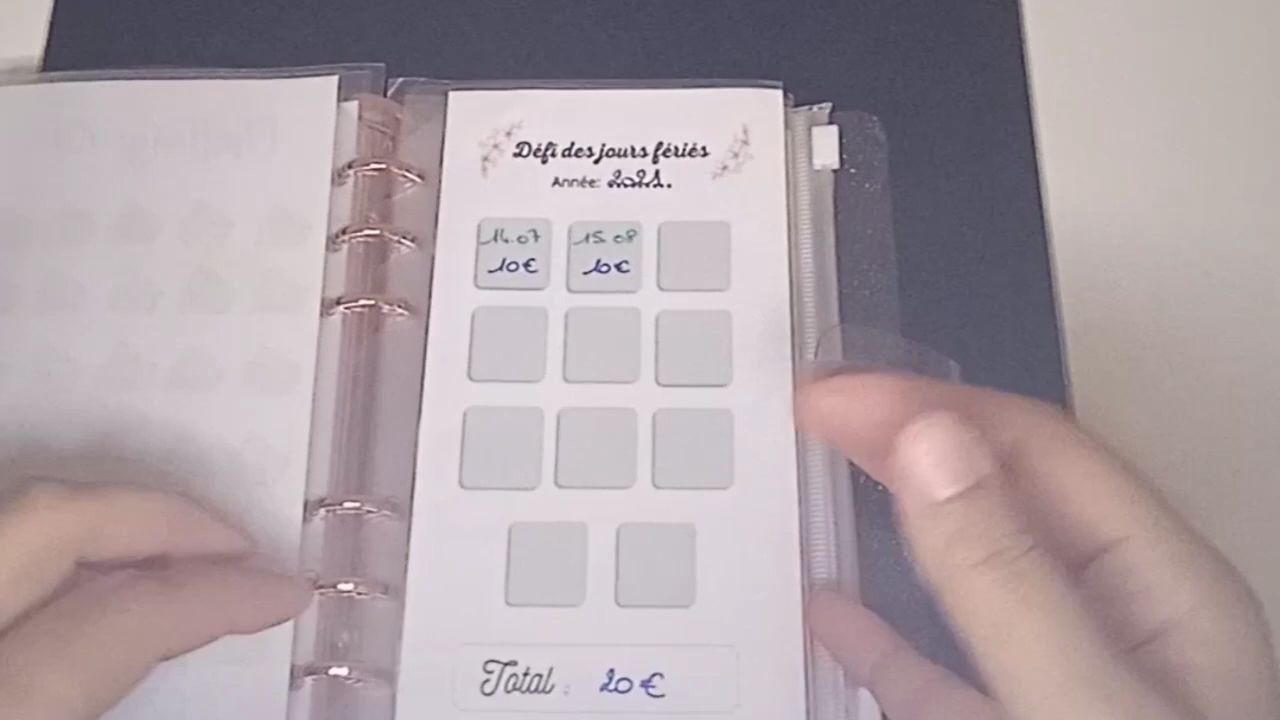 Défi des jours fériés
Année: 2021.
14.07 15.08
10€ 10€
Total : 20€